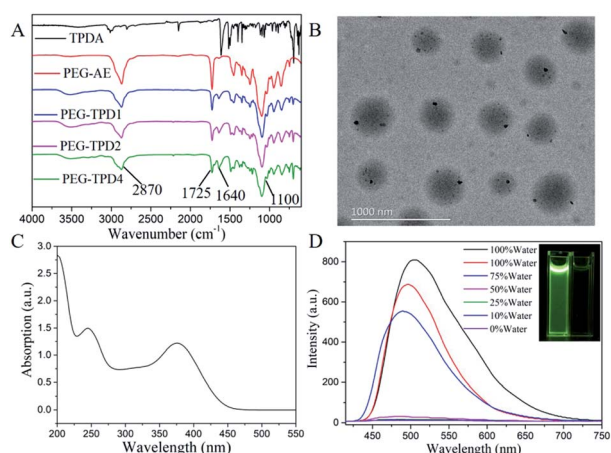 A
TPDA
PEG-AE
PEG-TPD1
PEG-TPD2
PEG-TPD4
2870
1725
1640
1100
4000 3500 3000 2500 2000 1500 1000
Wavenumber (cm-1)
B
1000 nm
C
3.0
2.5
2.0
1.5
1.0
0.5
0.0
Absorption (a.u.)
200 250 300 350 400 450 500 550
Wavelength (nm)
D
800
600
400
200
0
Intensity (a.u.)
100%Water
100%Water
75%Water
50%Water
25%Water
10%Water
0%Water
450 500 550 600 650 700 750
Wavelength (nm)